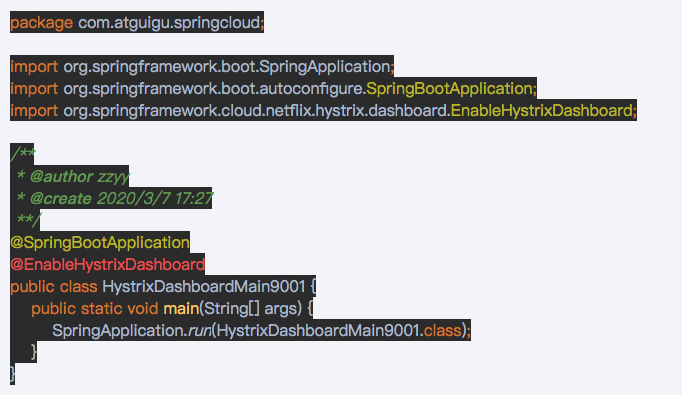 package com.atguigu.springcloud;
import org.springframework.boot.SpringApplication;
import org.springframework.boot.autoconfigure.SpringBootApplication;
import org.springframework.cloud.netflix.hystrix.dashboard.EnableHystrixDashboard;
/**
* @author zzyy
* @create 2020/3/7 17:27
**/
@SpringBootApplication
@EnableHystrixDashboard
public class HystrixDashboardMain9001 {
public static void main(String[] args) {
SpringApplication.run(HystrixDashboardMain9001.class);
}
}